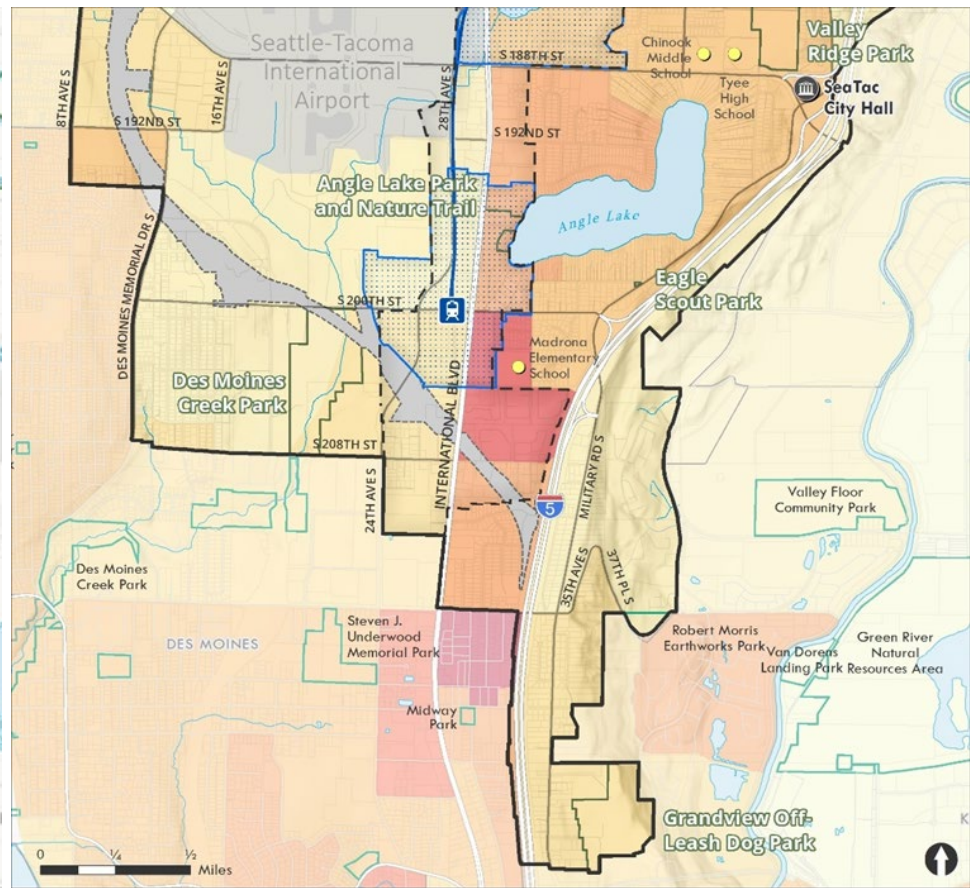 Seattle-Tacoma
International
Airport
S 188TH ST
Chinook
Middle
School
Valley
Ridge Park
Tyee
High
School
SeaTac
City Hall
8TH AVE S
16TH AVE S
28TH AVE S
S 192ND ST
S 192ND ST
Angle Lake Park
and Nature Trail
Angle Lake
DES MOINES MEMORIAL DR S
S 200TH ST
Eagle
Scout Park
Madrona
Elementary
School
Des Moines
Creek Park
INTERNATIONAL BLVD
S 208TH ST
24TH AVE S
5
MILITARY RD S
Valley Floor
Community Park
35TH AVE S
37TH PL S
Des Moines
Creek Park
DES MOINES
Steven J.
Underwood
Memorial Park
Robert Morris
Earthworks Park
Van Dorens
Landing Park
Green River
Natural
Resources Area
Midway
Park
Grandview Off-
Leash Dog Park
0 ¼ ½
Miles
K